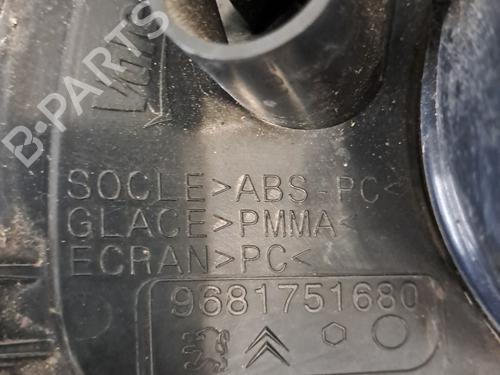 B-PARTS
SOCLE>ABS-PC<
GLACE>PMMA<
ECRAN>PC<
9681751680